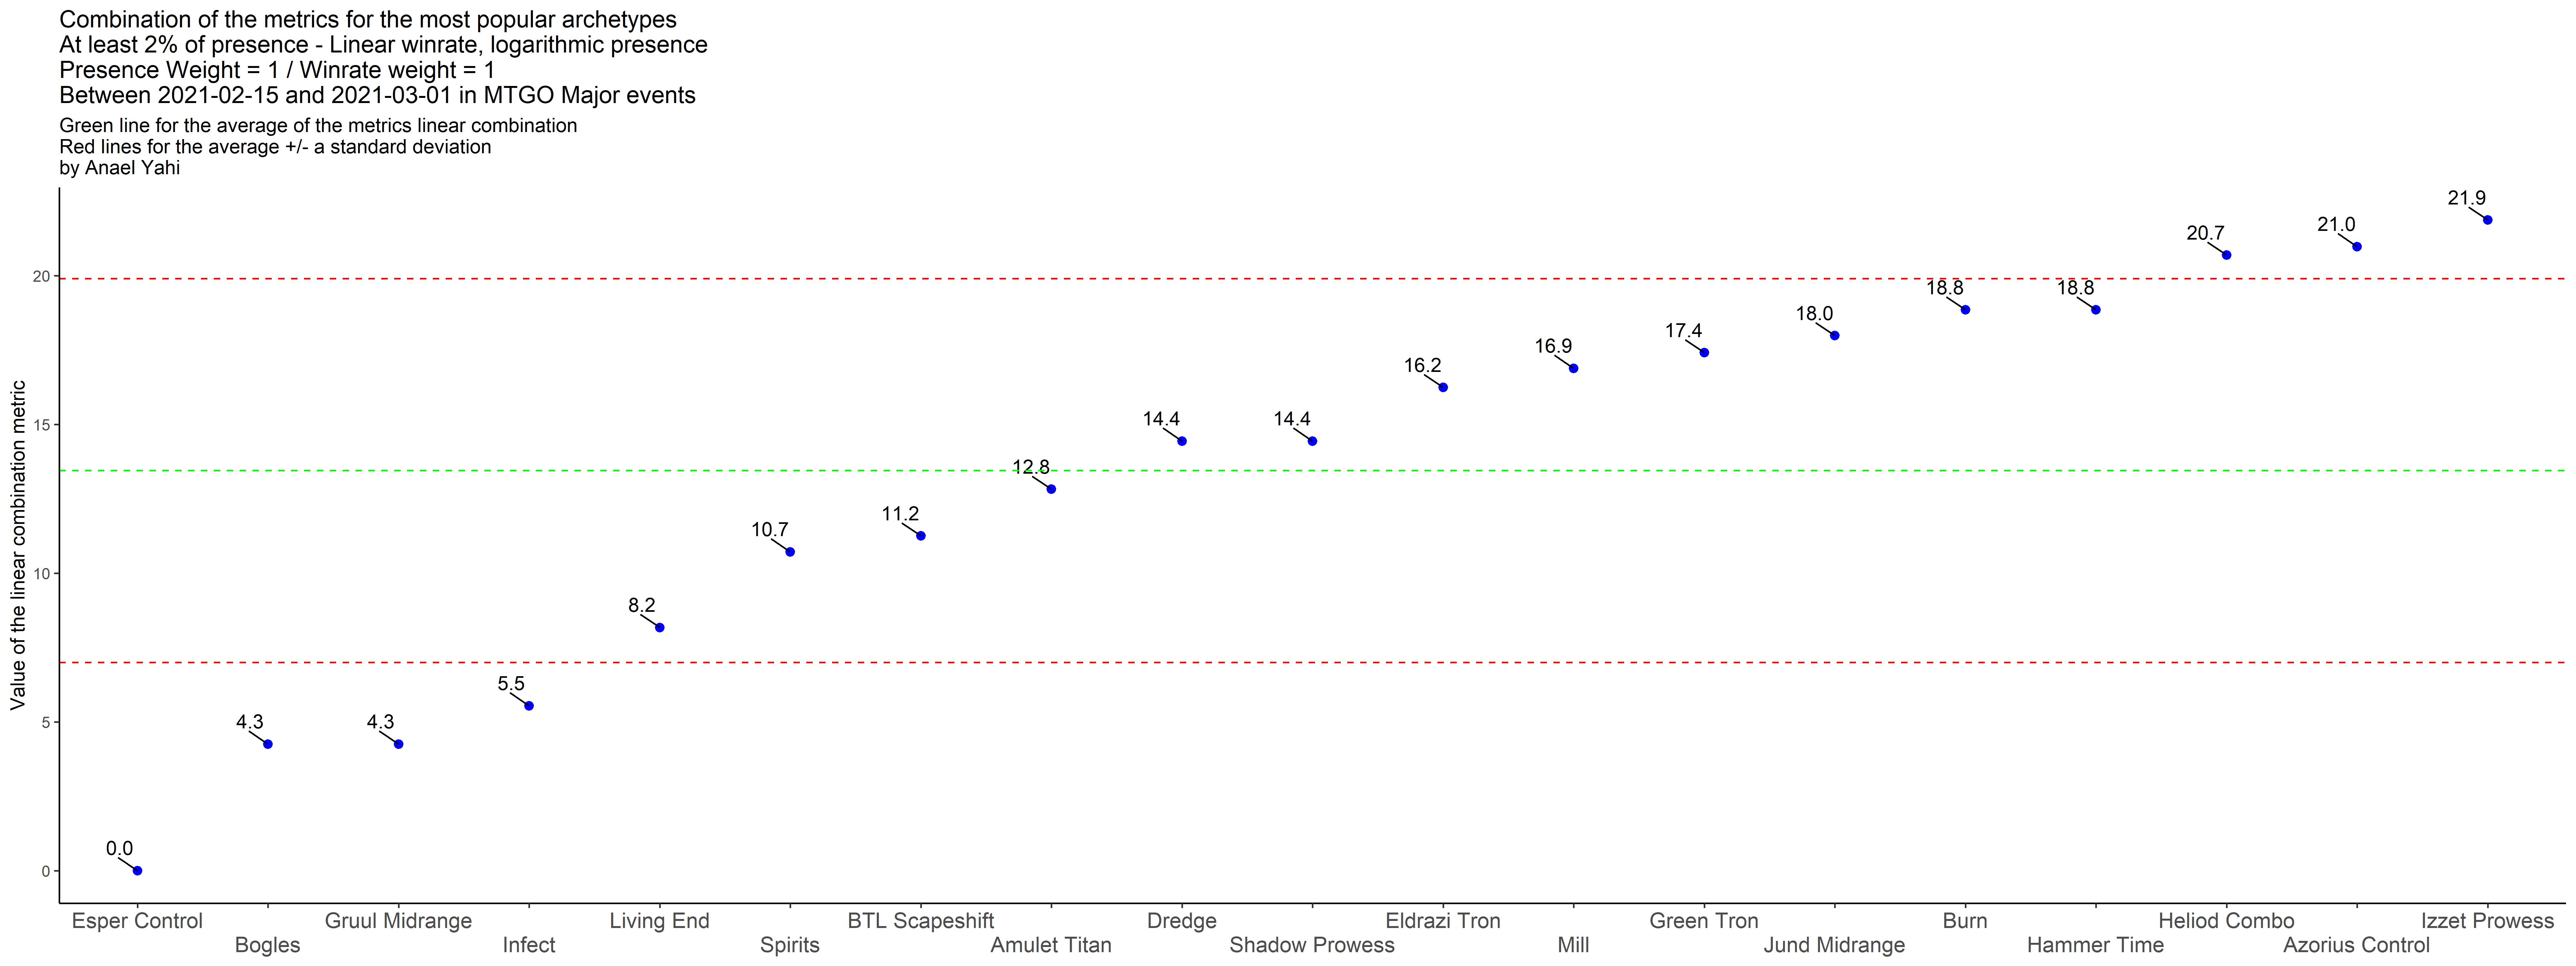 Combination of the metrics for the most popular archetypes
At least 2% of presence - Linear winrate, logarithmic presence
Presence Weight = 1 / Winrate weight = 1
Between 2021-02-15 and 2021-03-01 in MTGO Major events
Green line for the average of the metrics linear combination
Red lines for the average +/- a standard deviation
by Anael Yahi
Value of the linear combination metric
20
15
10
5
0
0.0
4.3
4.3
5.5
8.2
10.7
11.2
12.8
14.4
14.4
16.2
16.9
17.4
18.0
18.8
18.8
20.7
21.0
21.9
Esper Control
Bogles
Gruul Midrange
Infect
Living End
Spirits
BTL Scapeshift
Amulet Titan
Dredge
Shadow Prowess
Eldrazi Tron
Mill
Green Tron
Jund Midrange
Burn
Hammer Time
Heliod Combo
Azorius Control
Izzet Prowess